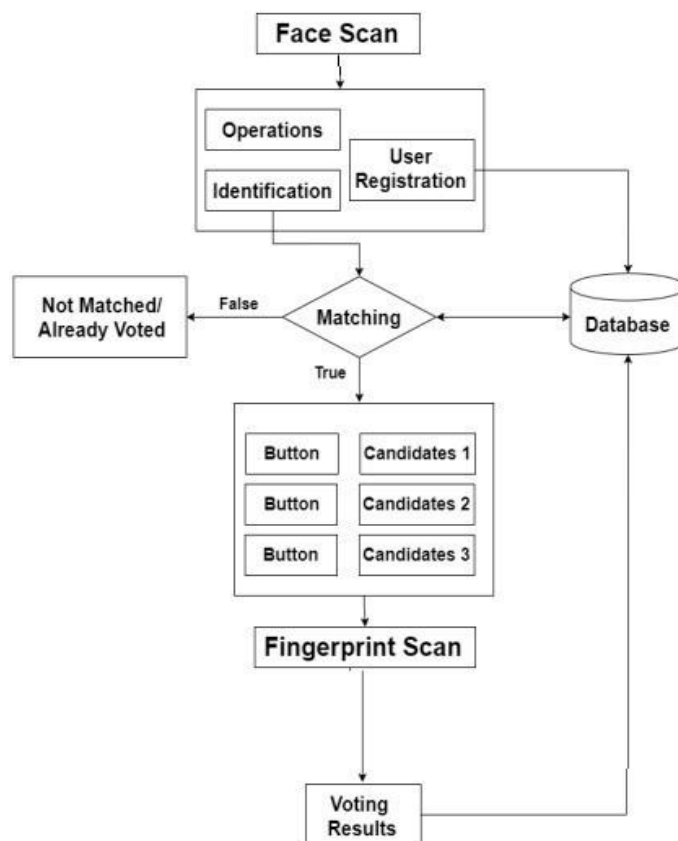 Face Scan
Operations
User
Registration
Identification
Not Matched/
Already Voted
False
Matching
Database
True
Button
Candidates 1
Button
Candidates 2
Button
Candidates 3
Fingerprint Scan
Voting
Results